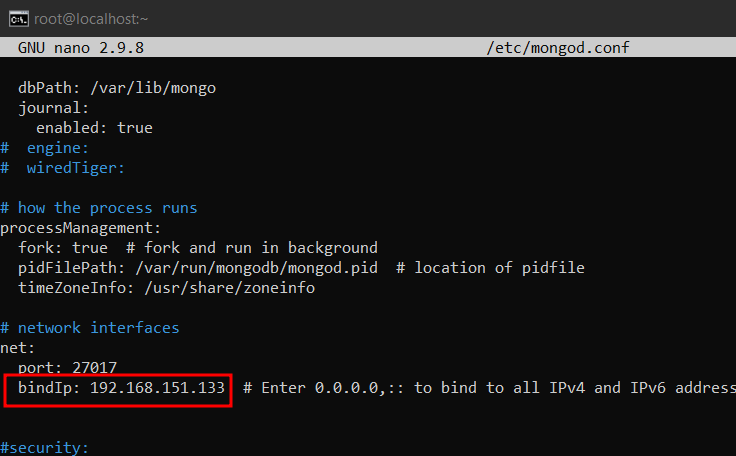 root@localhost:~
GNU nano 2.9.8 /etc/mongod.conf
dbPath: /var/lib/mongo
journal:
enabled: true
# engine:
# wiredTiger:
# how the process runs
processManagement:
fork: true # fork and run in background
pidFilePath: /var/run/mongodb/mongod.pid # location of pidfile
timeZoneInfo: /usr/share/zoneinfo
# network interfaces
net:
port: 27017
bindIp: 192.168.151.133 # Enter 0.0.0.0,:: to bind to all IPv4 and IPv6 address
#security: